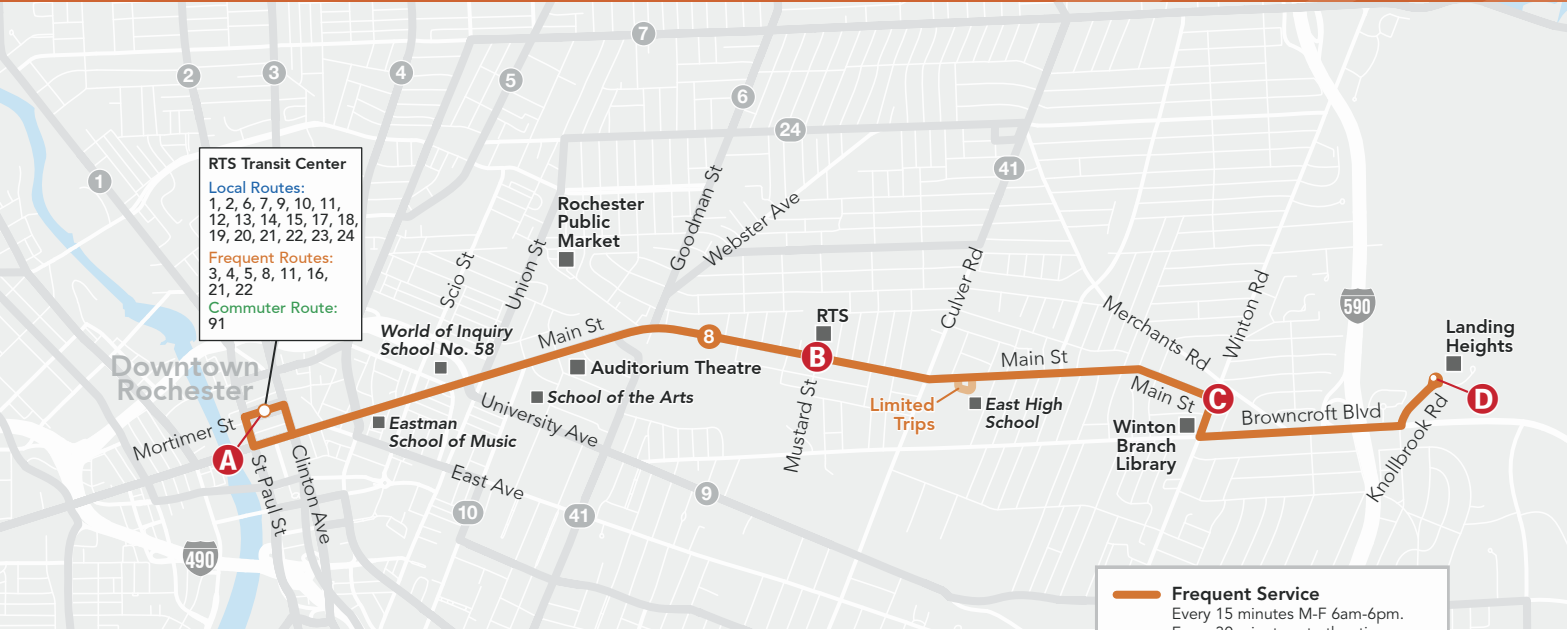 7
2
3
4
5
6
24
1
41
RTS Transit Center
Local Routes:
1, 2, 6, 7, 9, 10, 11,
12, 13, 14, 15, 17, 18,
19, 20, 21, 22, 23, 24
Frequent Routes:
3, 4, 5, 8, 11, 16,
21, 22
Commuter Route:
91
Rochester
Public
Market
Goodman St
Webster Ave
Scio St
Union St
Culver Rd
Winton Rd
Merchants Rd
590
RTS
Landing
Heights
World of Inquiry
School No. 58
Main St
8
B
Main St
Main St
Downtown
Rochester
Auditorium Theatre
School of the Arts
University Ave
Mustard St
Limited
Trips
East High
School
C
D
Browncroft Blvd
Winton
Branch
Library
Knollbrook Rd
Mortimer St
A
St Paul St
Clinton Ave
Eastman
School of Music
East Ave
9
10
41
490
Frequent Service
Every 15 minutes M-F 6am-6pm.